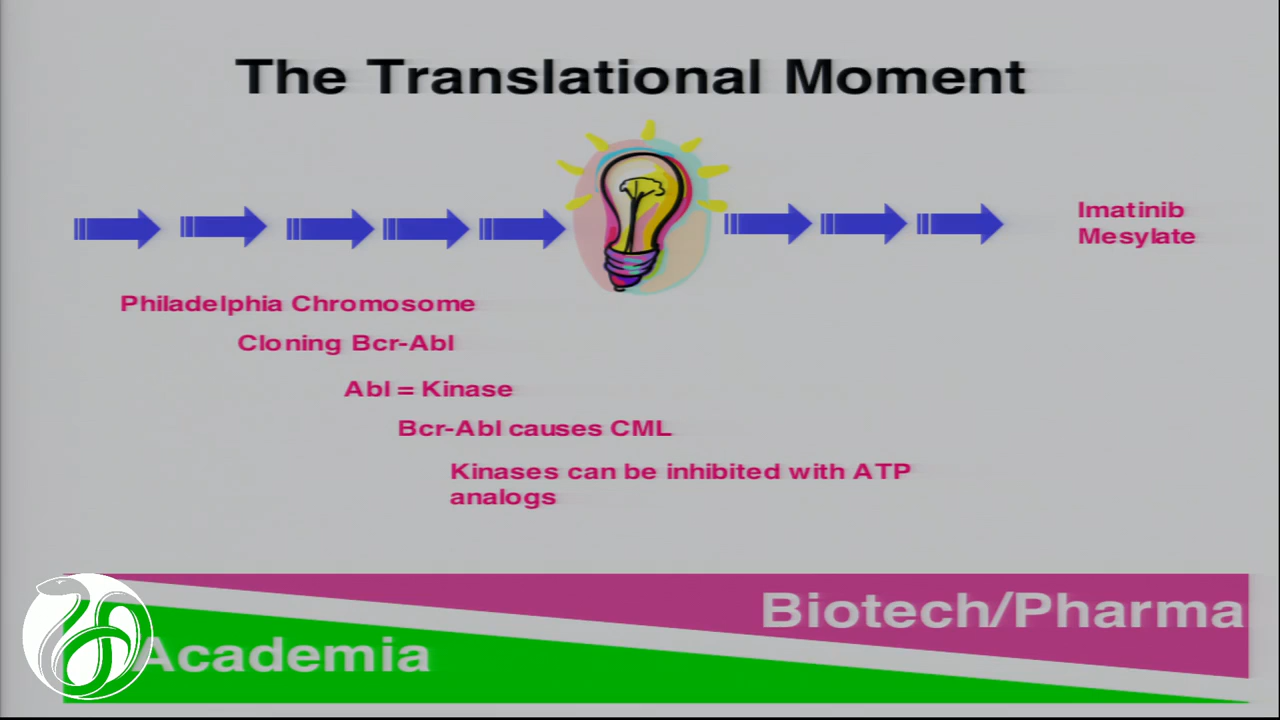 The Translational Moment
Imatinib
Mesylate
Philadelphia Chromosome
Cloning Bcr-Abl
Abl = Kinase
Bcr-Abl causes CML
Kinases can be inhibited with ATP
analogs
Biotech/Pharma
Academia